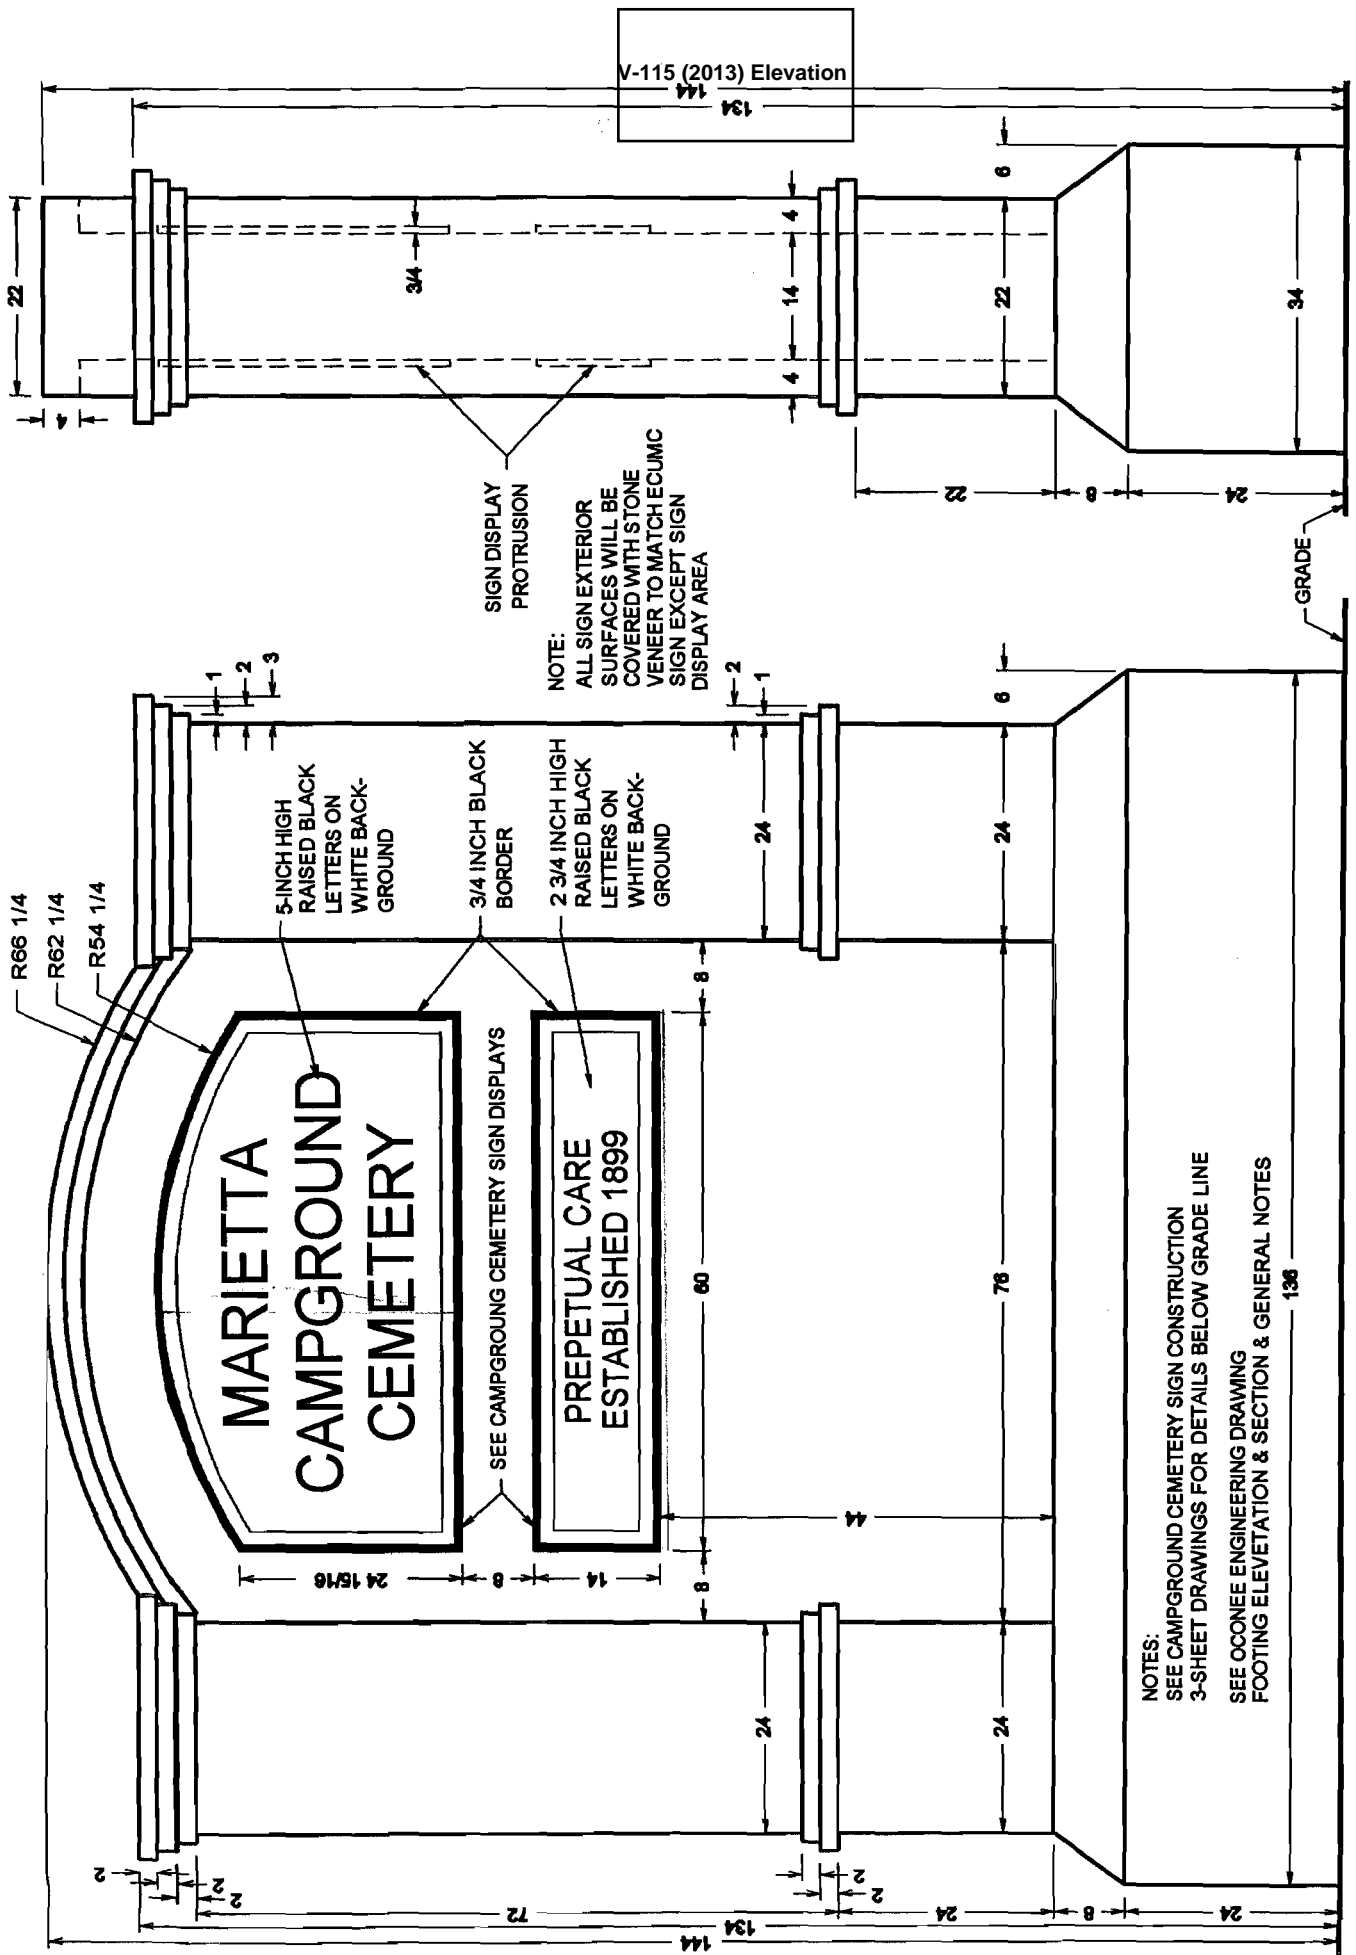 V-115 (2013) Elevation
144
134
22
4
3/4
4
14
4
6
22
34
22
8
24
SIGN DISPLAY
PROTRUSION
NOTE:
ALL SIGN EXTERIOR
SURFACES WILL BE
COVERED WITH STONE
VENEER TO MATCH ECUMC
SIGN EXCEPT SIGN
DISPLAY AREA
GRADE
R66 1/4
R62 1/4
R54 1/4
1
2
3
5-INCH HIGH
RAISED BLACK
LETTERS ON
WHITE BACK-
GROUND
3/4 INCH BLACK
BORDER
2 3/4 INCH HIGH
RAISED BLACK
LETTERS ON
WHITE BACK-
GROUND
2
1
24
6
24
MARIETTA
CAMPGROUND
CEMETERY
SEE CAMPGROUNG CEMETERY SIGN DISPLAYS
PREPETUAL CARE
ESTABLISHED 1899
8
60
8
76
136
24 15/16
8
14
44
24
24
NOTES:
SEE CAMPGROUND CEMETERY SIGN CONSTRUCTION
3-SHEET DRAWINGS FOR DETAILS BELOW GRADE LINE
SEE OCONEE ENGINEERING DRAWING
FOOTING ELEVETATION & SECTION & GENERAL NOTES
2
2
2
72
2
2
24
8
24
134
144